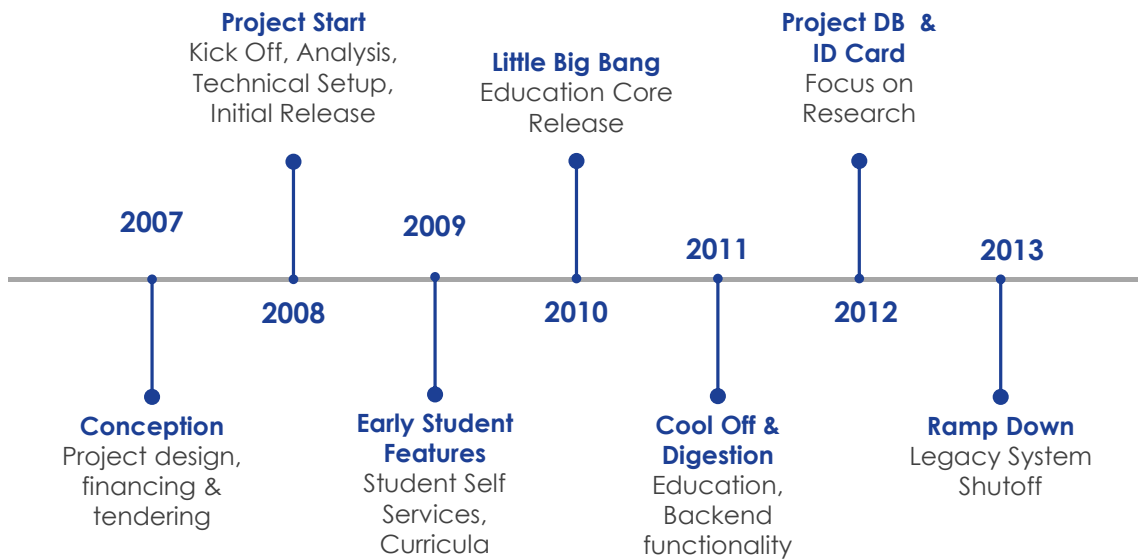 Project Start
Kick Off, Analysis,
Technical Setup,
Initial Release
Little Big Bang
Education Core
Release
Project DB &
ID Card
Focus on
Research
2007
2009
2011
2013
2008
2010
2012
Conception
Project design,
financing &
tendering
Early Student
Features
Student Self
Services,
Curricula
Cool Off &
Digestion
Education,
Backend
functionality
Ramp Down
Legacy System
Shutoff